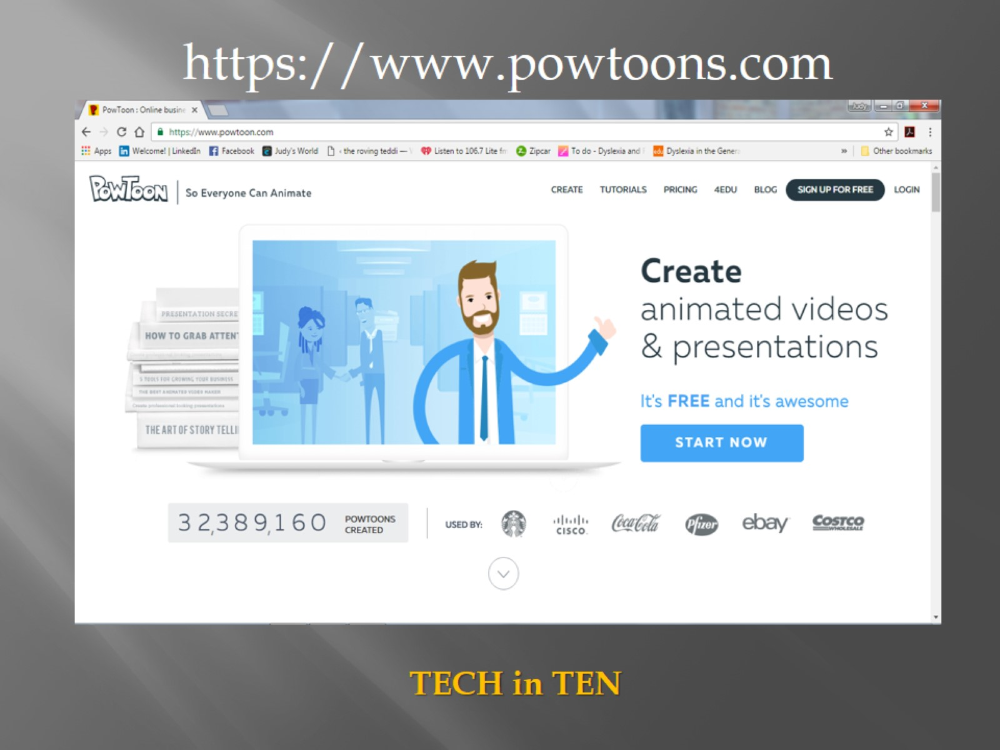 https://www.powtoons.com
PowToon : Online busine
Judy
https://www.powtoon.com
Apps Welcome! | LinkedIn Facebook Judy's World ‹ the roving teddi — Listen to 106.7 Lite fm Zipcar To do - Dyslexia and Dyslexia in the Genera » Other bookmarks
POWTOON So Everyone Can Animate CREATE TUTORIALS PRICING 4EDU BLOG SIGN UP FOR FREE LOGIN
Create
animated videos
& presentations
It's FREE and it's awesome
START NOW
PRESENTATION SECRE
HOW TO GRAB ATTEN
5 TOOLS FOR GROWING YOUR BUSINESS
THE BEST ANIMATED VIDEO MAKER
Create professional looking presentations
THE ART OF STORY TELLI
32,389,160 POWTOONS CREATED USED BY: CISCO. Coca-Cola Pfizer ebay COSTCO WHOLESALE
TECH in TEN